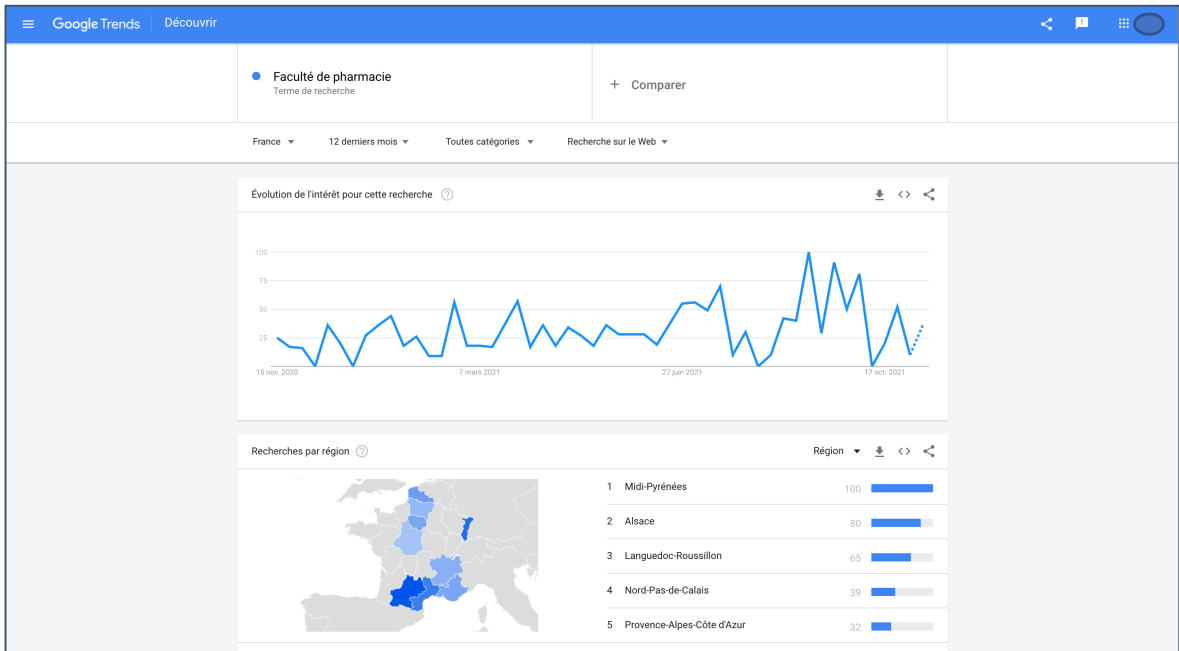 Google Trends Découvrir
Faculté de pharmacie
Terme de recherche
+ Comparer
France 12 derniers mois Toutes catégories Recherche sur le Web
Évolution de l'intérêt pour cette recherche ?
100
75
50
25
15 nov. 2020 7 mars 2021 27 juin 2021 17 oct. 2021
Recherches par région ? Région
1 Midi-Pyrénées 100
2 Alsace 80
3 Languedoc-Roussillon 65
4 Nord-Pas-de-Calais 39
5 Provence-Alpes-Côte d'Azur 32